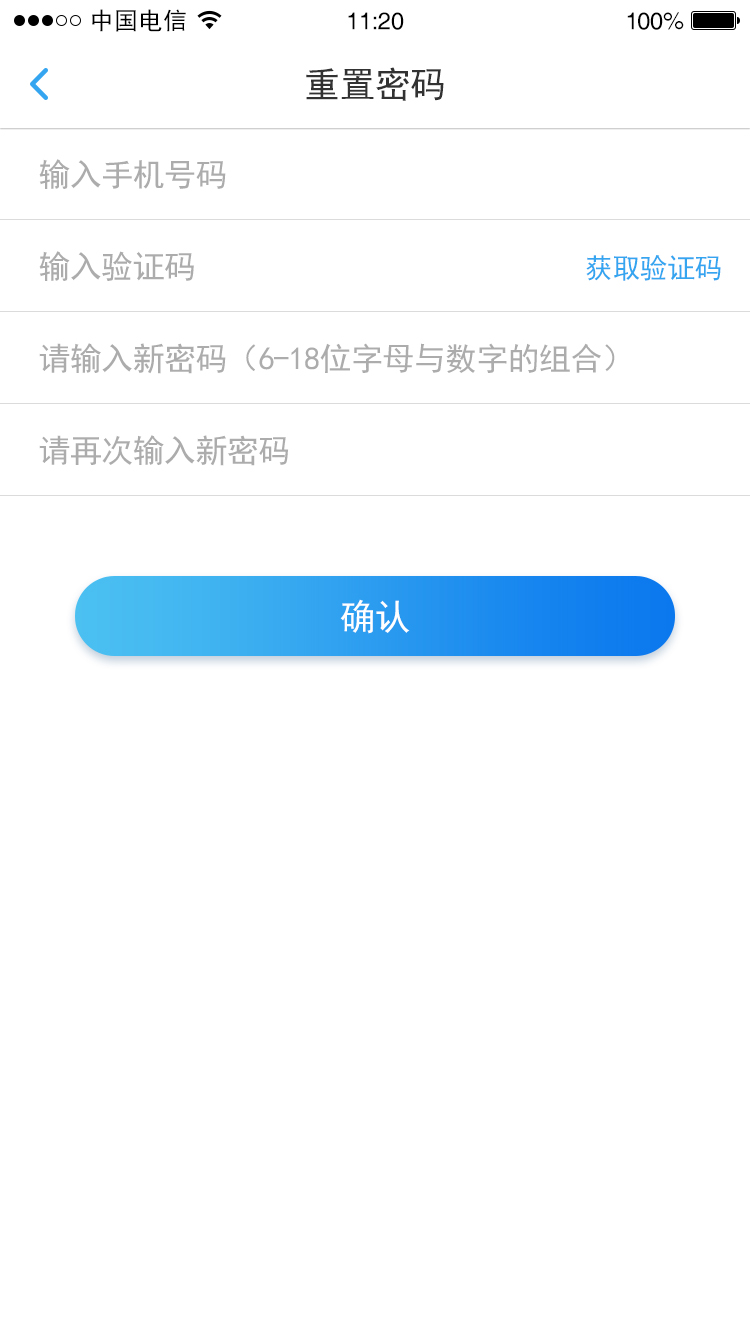 中国电信 11:20 100%
重置密码
输入手机号码
输入验证码 获取验证码
请输入新密码（6-18位字母与数字的组合）
请再次输入新密码
确认